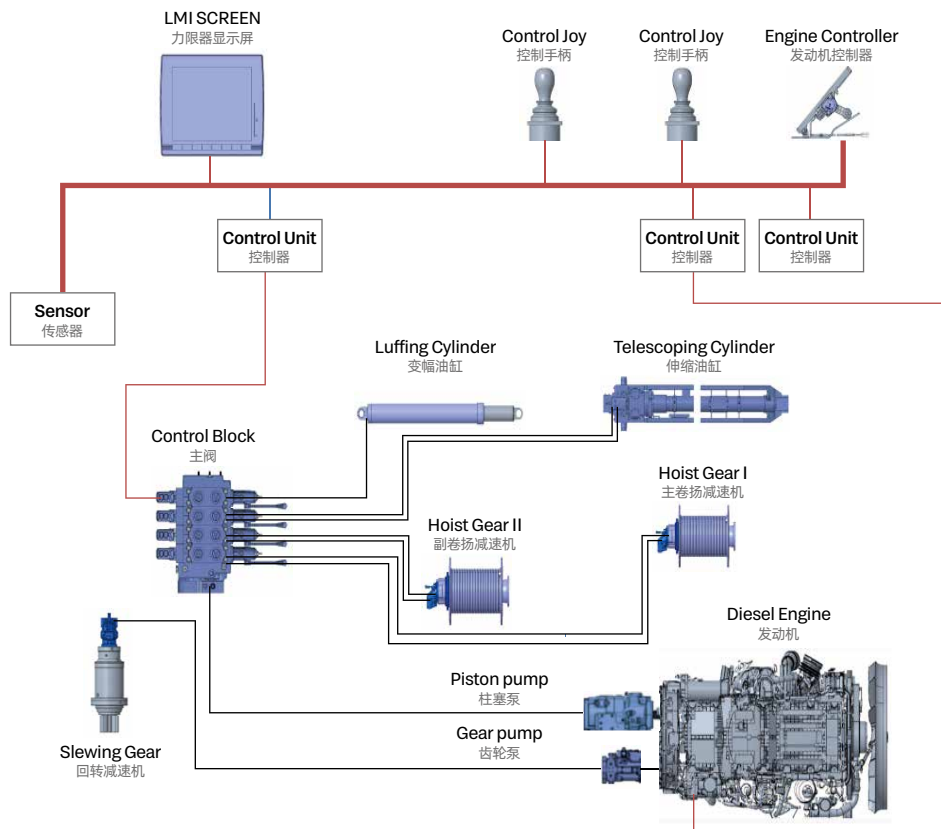 LMI SCREEN
力限器显示屏
Control Joy
控制手柄
Control Joy
控制手柄
Engine Controller
发动机控制器
Control Unit
控制器
Control Unit
控制器
Control Unit
控制器
Sensor
传感器
Luffing Cylinder
变幅油缸
Telescoping Cylinder
伸缩油缸
Control Block
主阀
Hoist Gear I
主卷扬减速机
Hoist Gear II
副卷扬减速机
Diesel Engine
发动机
Piston pump
柱塞泵
Gear pump
齿轮泵
Slewing Gear
回转减速机